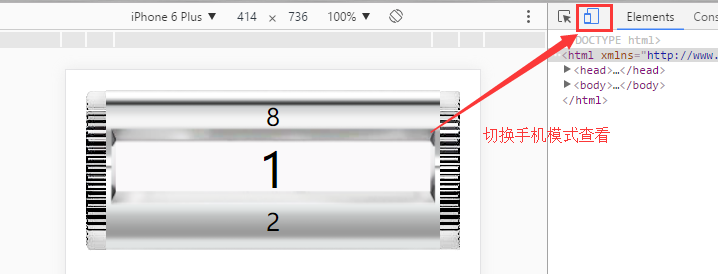 iPhone 6 Plus ▼ 414 × 736 100% ▼
Elements Con
<!DOCTYPE html>
<html xmlns="http://www.
▶<head>…</head>
▶<body>…</body>
</html>
8
1
2
切换手机模式查看